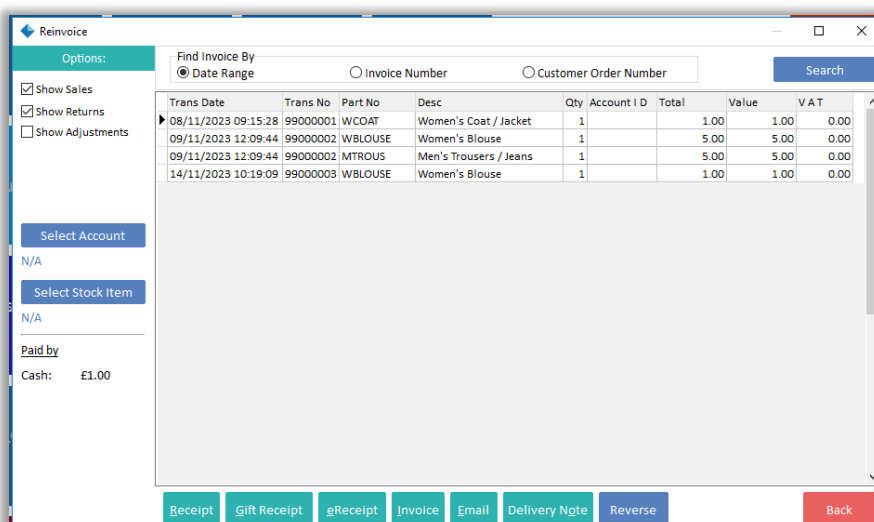 Reinvoice
Options:
Show Sales
Show Returns
Show Adjustments
Select Account
N/A
Select Stock Item
N/A
Paid by
Cash: £1.00
Find Invoice By
Date Range Invoice Number Customer Order Number
Search
Trans Date Trans No Part No Desc Qty Account I D Total Value V A T
08/11/2023 09:15:28 99000001 WCOAT Women's Coat / Jacket 1 1.00 1.00 0.00
09/11/2023 12:09:44 99000002 WBLOUSE Women's Blouse 1 5.00 5.00 0.00
09/11/2023 12:09:44 99000002 MTROUS Men's Trousers / Jeans 1 5.00 5.00 0.00
14/11/2023 10:19:09 99000003 WBLOUSE Women's Blouse 1 1.00 1.00 0.00
Receipt Gift Receipt eReceipt Invoice Email Delivery Note Reverse Back